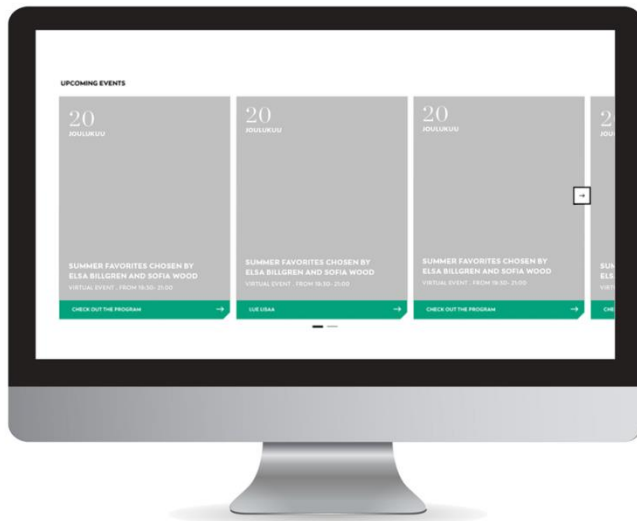 UPCOMING EVENTS
20
JOULUKUU
SUMMER FAVORITES CHOSEN BY
ELSA BILLGREN AND SOFIA WOOD
VIRTUAL EVENT . FROM 19:30- 21:00
CHECK OUT THE PROGRAM →
20
JOULUKUU
SUMMER FAVORITES CHOSEN BY
ELSA BILLGREN AND SOFIA WOOD
VIRTUAL EVENT . FROM 19:30- 21:00
LUE LISAA →
20
JOULUKUU
SUMMER FAVORITES CHOSEN BY
ELSA BILLGREN AND SOFIA WOOD
VIRTUAL EVENT . FROM 19:30- 21:00
CHECK OUT THE PROGRAM →
2